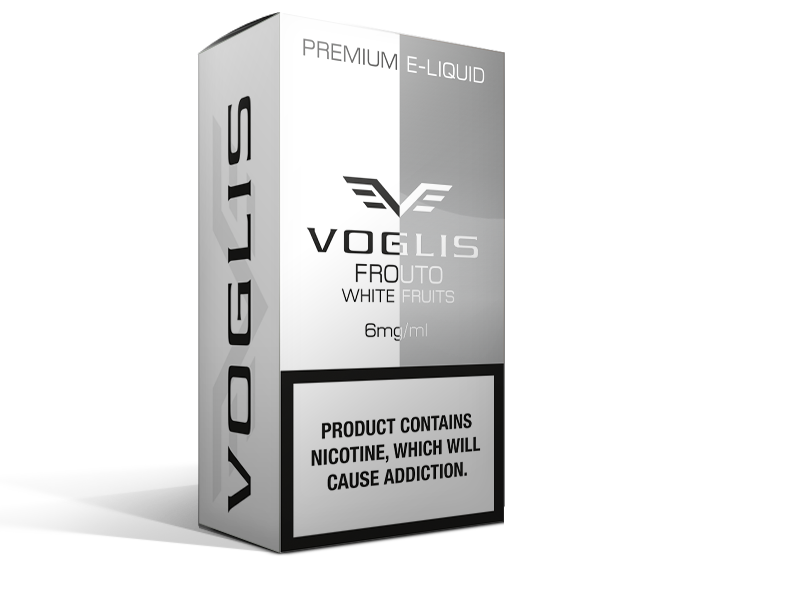 PREMIUM E-LIQUID
VOGLIS
FROUTO
WHITE FRUITS
6mg/ml
PRODUCT CONTAINS
NICOTINE, WHICH WILL
CAUSE ADDICTION.
VOGLIS